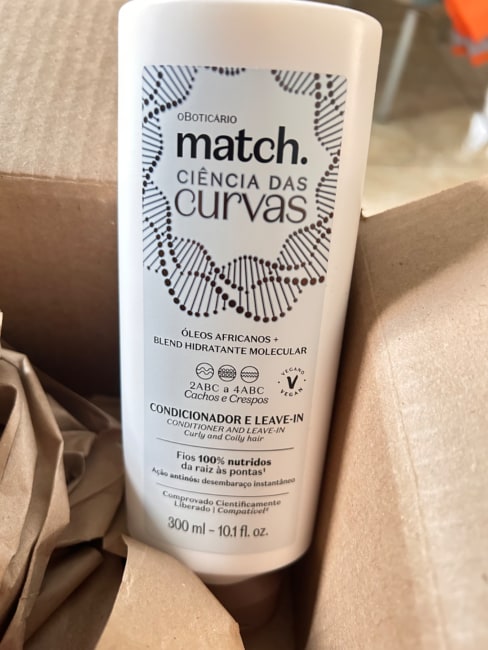 oBOTICÁRIO
match.
CIÊNCIA DAS
curvas
ÓLEOS AFRICANOS +
BLEND HIDRATANTE MOLECULAR
VEGANO
V
VEGAN
2ABC a 4ABC
Cachos e Crespos
CONDICIONADOR E LEAVE-IN
CONDITIONER AND LEAVE-IN
Curly and Coily hair
Fios 100% nutridos
da raiz às pontas¹
Ação antinós: desembaraço instantâneo
Comprovado Cientificamente
Liberado | Compatível²
300 ml – 10.1 fl. oz.